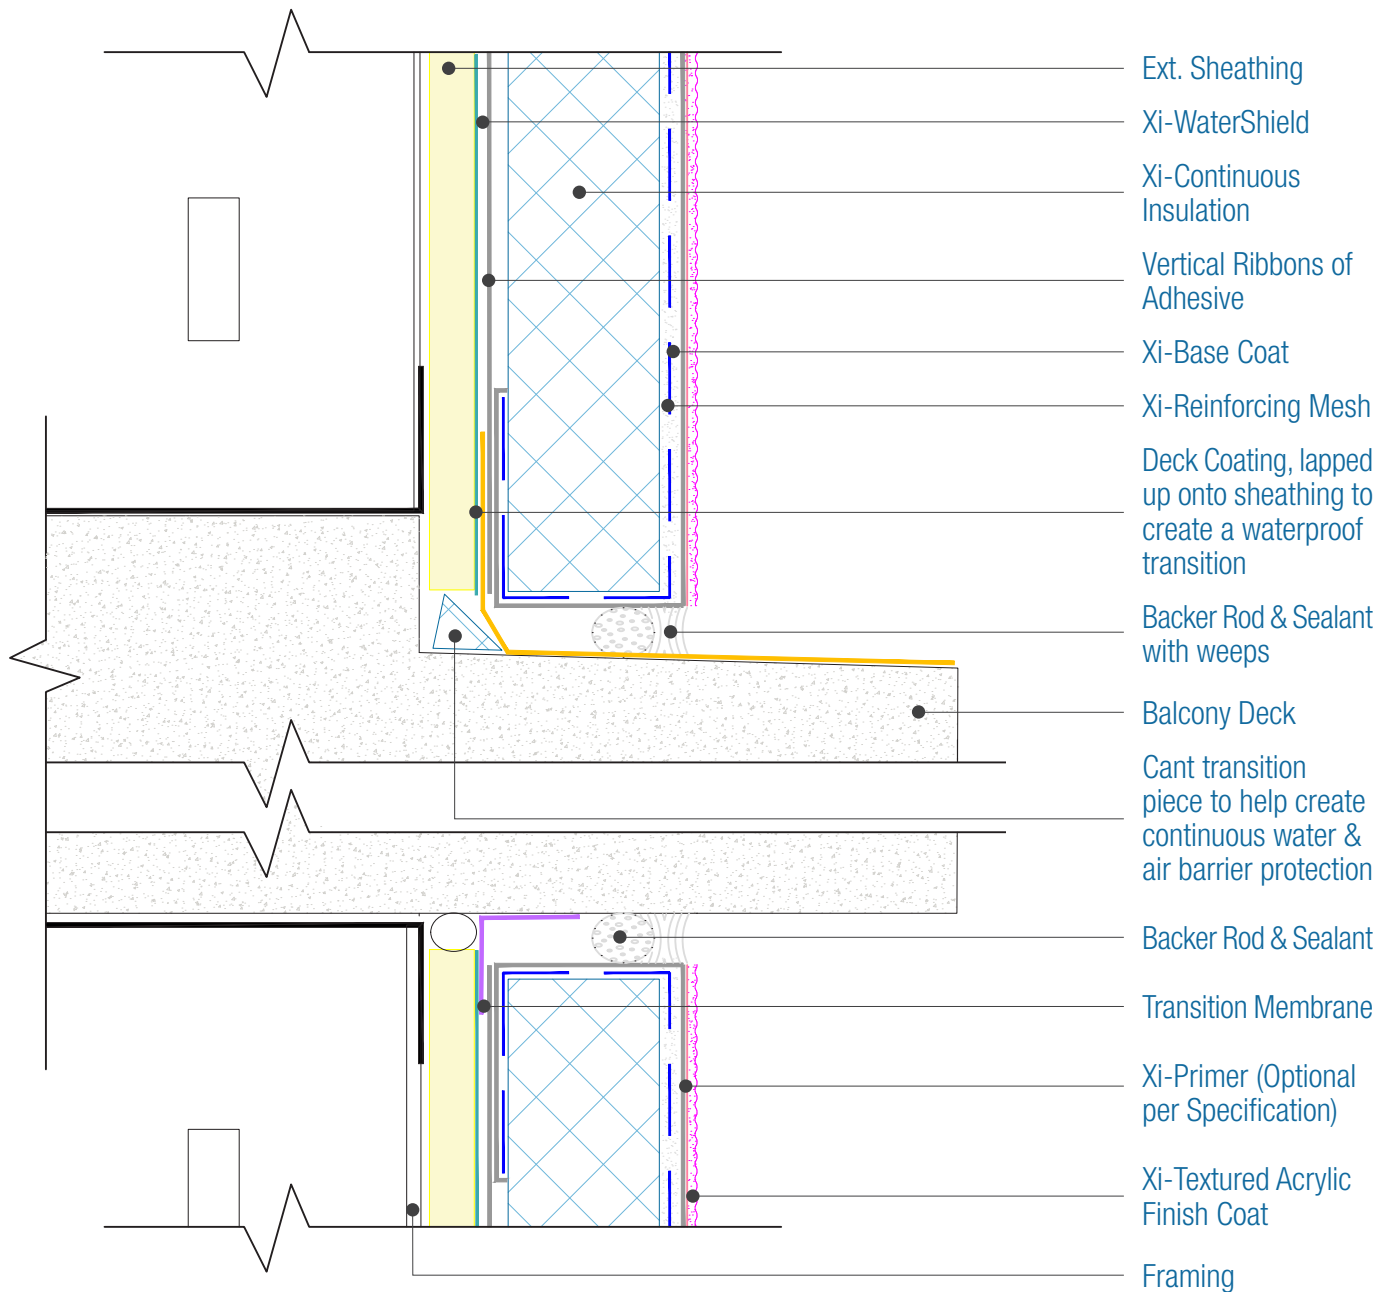 Ext. Sheathing
Xi-WaterShield
Xi-Continuous
Insulation
Vertical Ribbons of
Adhesive
Xi-Base Coat
Xi-Reinforcing Mesh
Deck Coating, lapped
up onto sheathing to
create a waterproof
transition
Backer Rod & Sealant
with weeps
Balcony Deck
Cant transition
piece to help create
continuous water &
air barrier protection
Backer Rod & Sealant
Transition Membrane
Xi-Primer (Optional
per Specification)
Xi-Textured Acrylic
Finish Coat
Framing